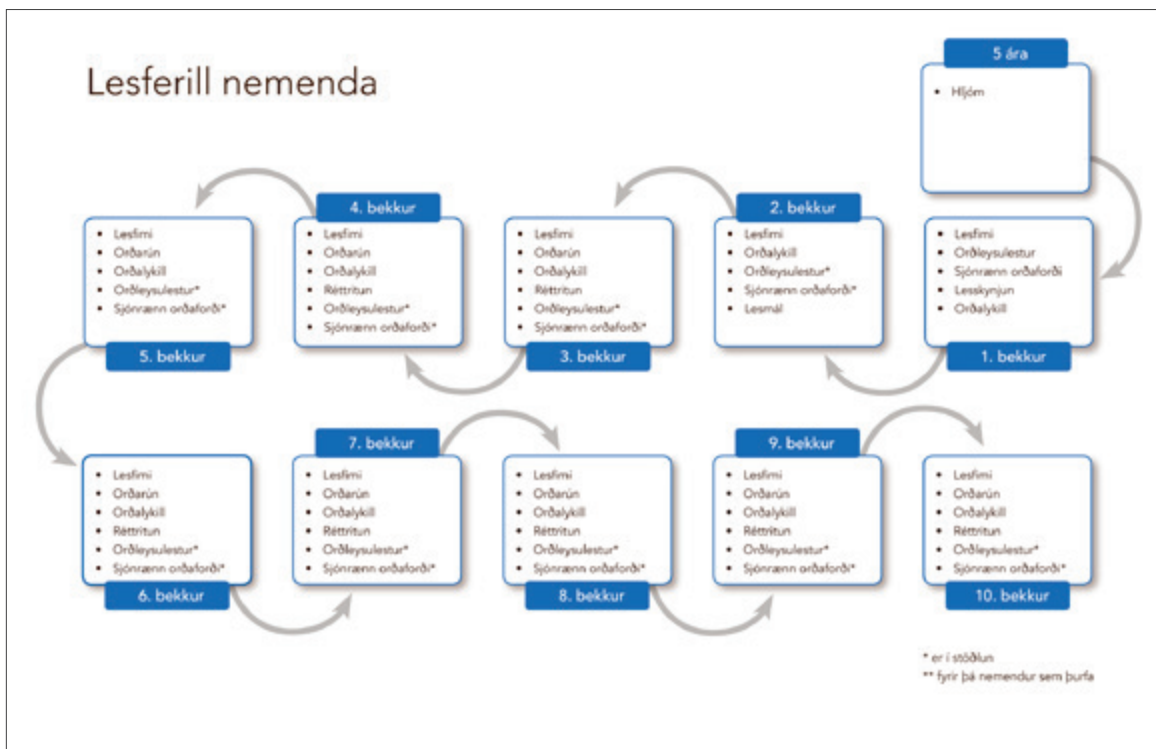 Lesferill nemenda
5 ára
• Hljóm
1. bekkur
• Lesfimi
• Orðleysulestur
• Sjónrænn orðaforði
• Lesskynjun
• Orðalykill
2. bekkur
• Lesfimi
• Orðalykill
• Orðleysulestur*
• Sjónrænn orðaforði*
• Lesmál
3. bekkur
• Lesfimi
• Orðarún
• Orðalykill
• Réttritun
• Orðleysulestur*
• Sjónrænn orðaforði*
4. bekkur
• Lesfimi
• Orðarún
• Orðalykill
• Réttritun
• Orðleysulestur*
• Sjónrænn orðaforði*
5. bekkur
• Lesfimi
• Orðarún
• Orðalykill
• Orðleysulestur*
• Sjónrænn orðaforði*
6. bekkur
• Lesfimi
• Orðarún
• Orðalykill
• Réttritun
• Orðleysulestur*
• Sjónrænn orðaforði*
7. bekkur
• Lesfimi
• Orðarún
• Orðalykill
• Réttritun
• Orðleysulestur*
• Sjónrænn orðaforði*
8. bekkur
• Lesfimi
• Orðarún
• Orðalykill
• Réttritun
• Orðleysulestur*
• Sjónrænn orðaforði*
9. bekkur
• Lesfimi
• Orðarún
• Orðalykill
• Réttritun
• Orðleysulestur*
• Sjónrænn orðaforði*
10. bekkur
• Lesfimi
• Orðarún
• Orðalykill
• Réttritun
• Orðleysulestur*
• Sjónrænn orðaforði*
* er í stöðlun
** fyrir þá nemendur sem þurfa